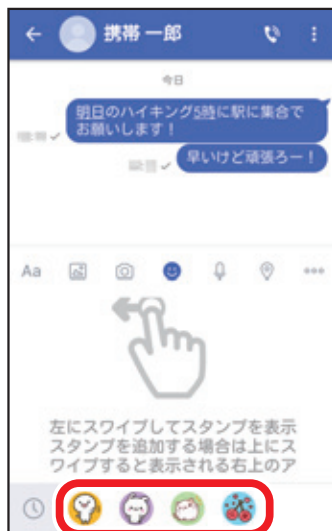 携帯 一郎
今日
明日のハイキング5時に駅に集合で
お願いします！
早いけど頑張ろー！
Aa
左にスワイプしてスタンプを表示
スタンプを追加する場合は上にス
ワイプすると表示される右上のア